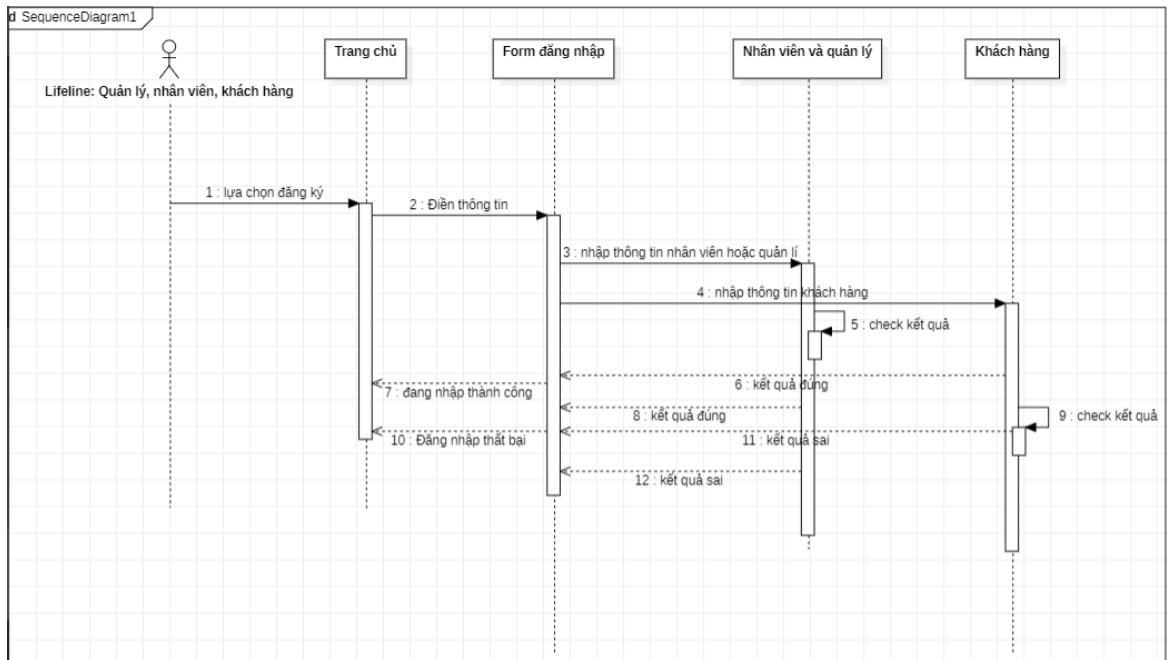 d SequenceDiagram1
Trang chủ
Form đăng nhập
Nhân viên và quản lý
Khách hàng
Lifeline: Quản lý, nhân viên, khách hàng
1 : lựa chọn đăng ký
2 : Điền thông tin
3 : nhập thông tin nhân viên hoặc quản lí
4 : nhập thông tin khách hàng
5 : check kết quả
6 : kết quả đúng
7 : đang nhập thành công
8 : kết quả đúng
9 : check kết quả
10 : Đăng nhập thất bại
11 : kết quả sai
12 : kết quả sai